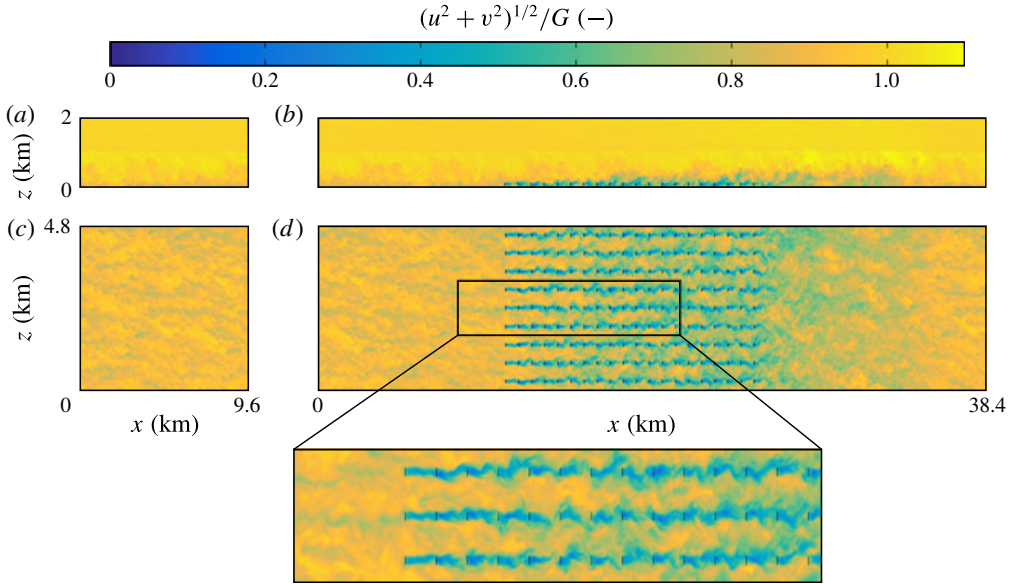 (u² + v²)¹/²/G (–)
0 0.2 0.4 0.6 0.8 1.0
(a) (b)
2
z (km)
0
(c) (d)
4.8
z (km)
0
9.6 0 38.4
x (km) x (km)